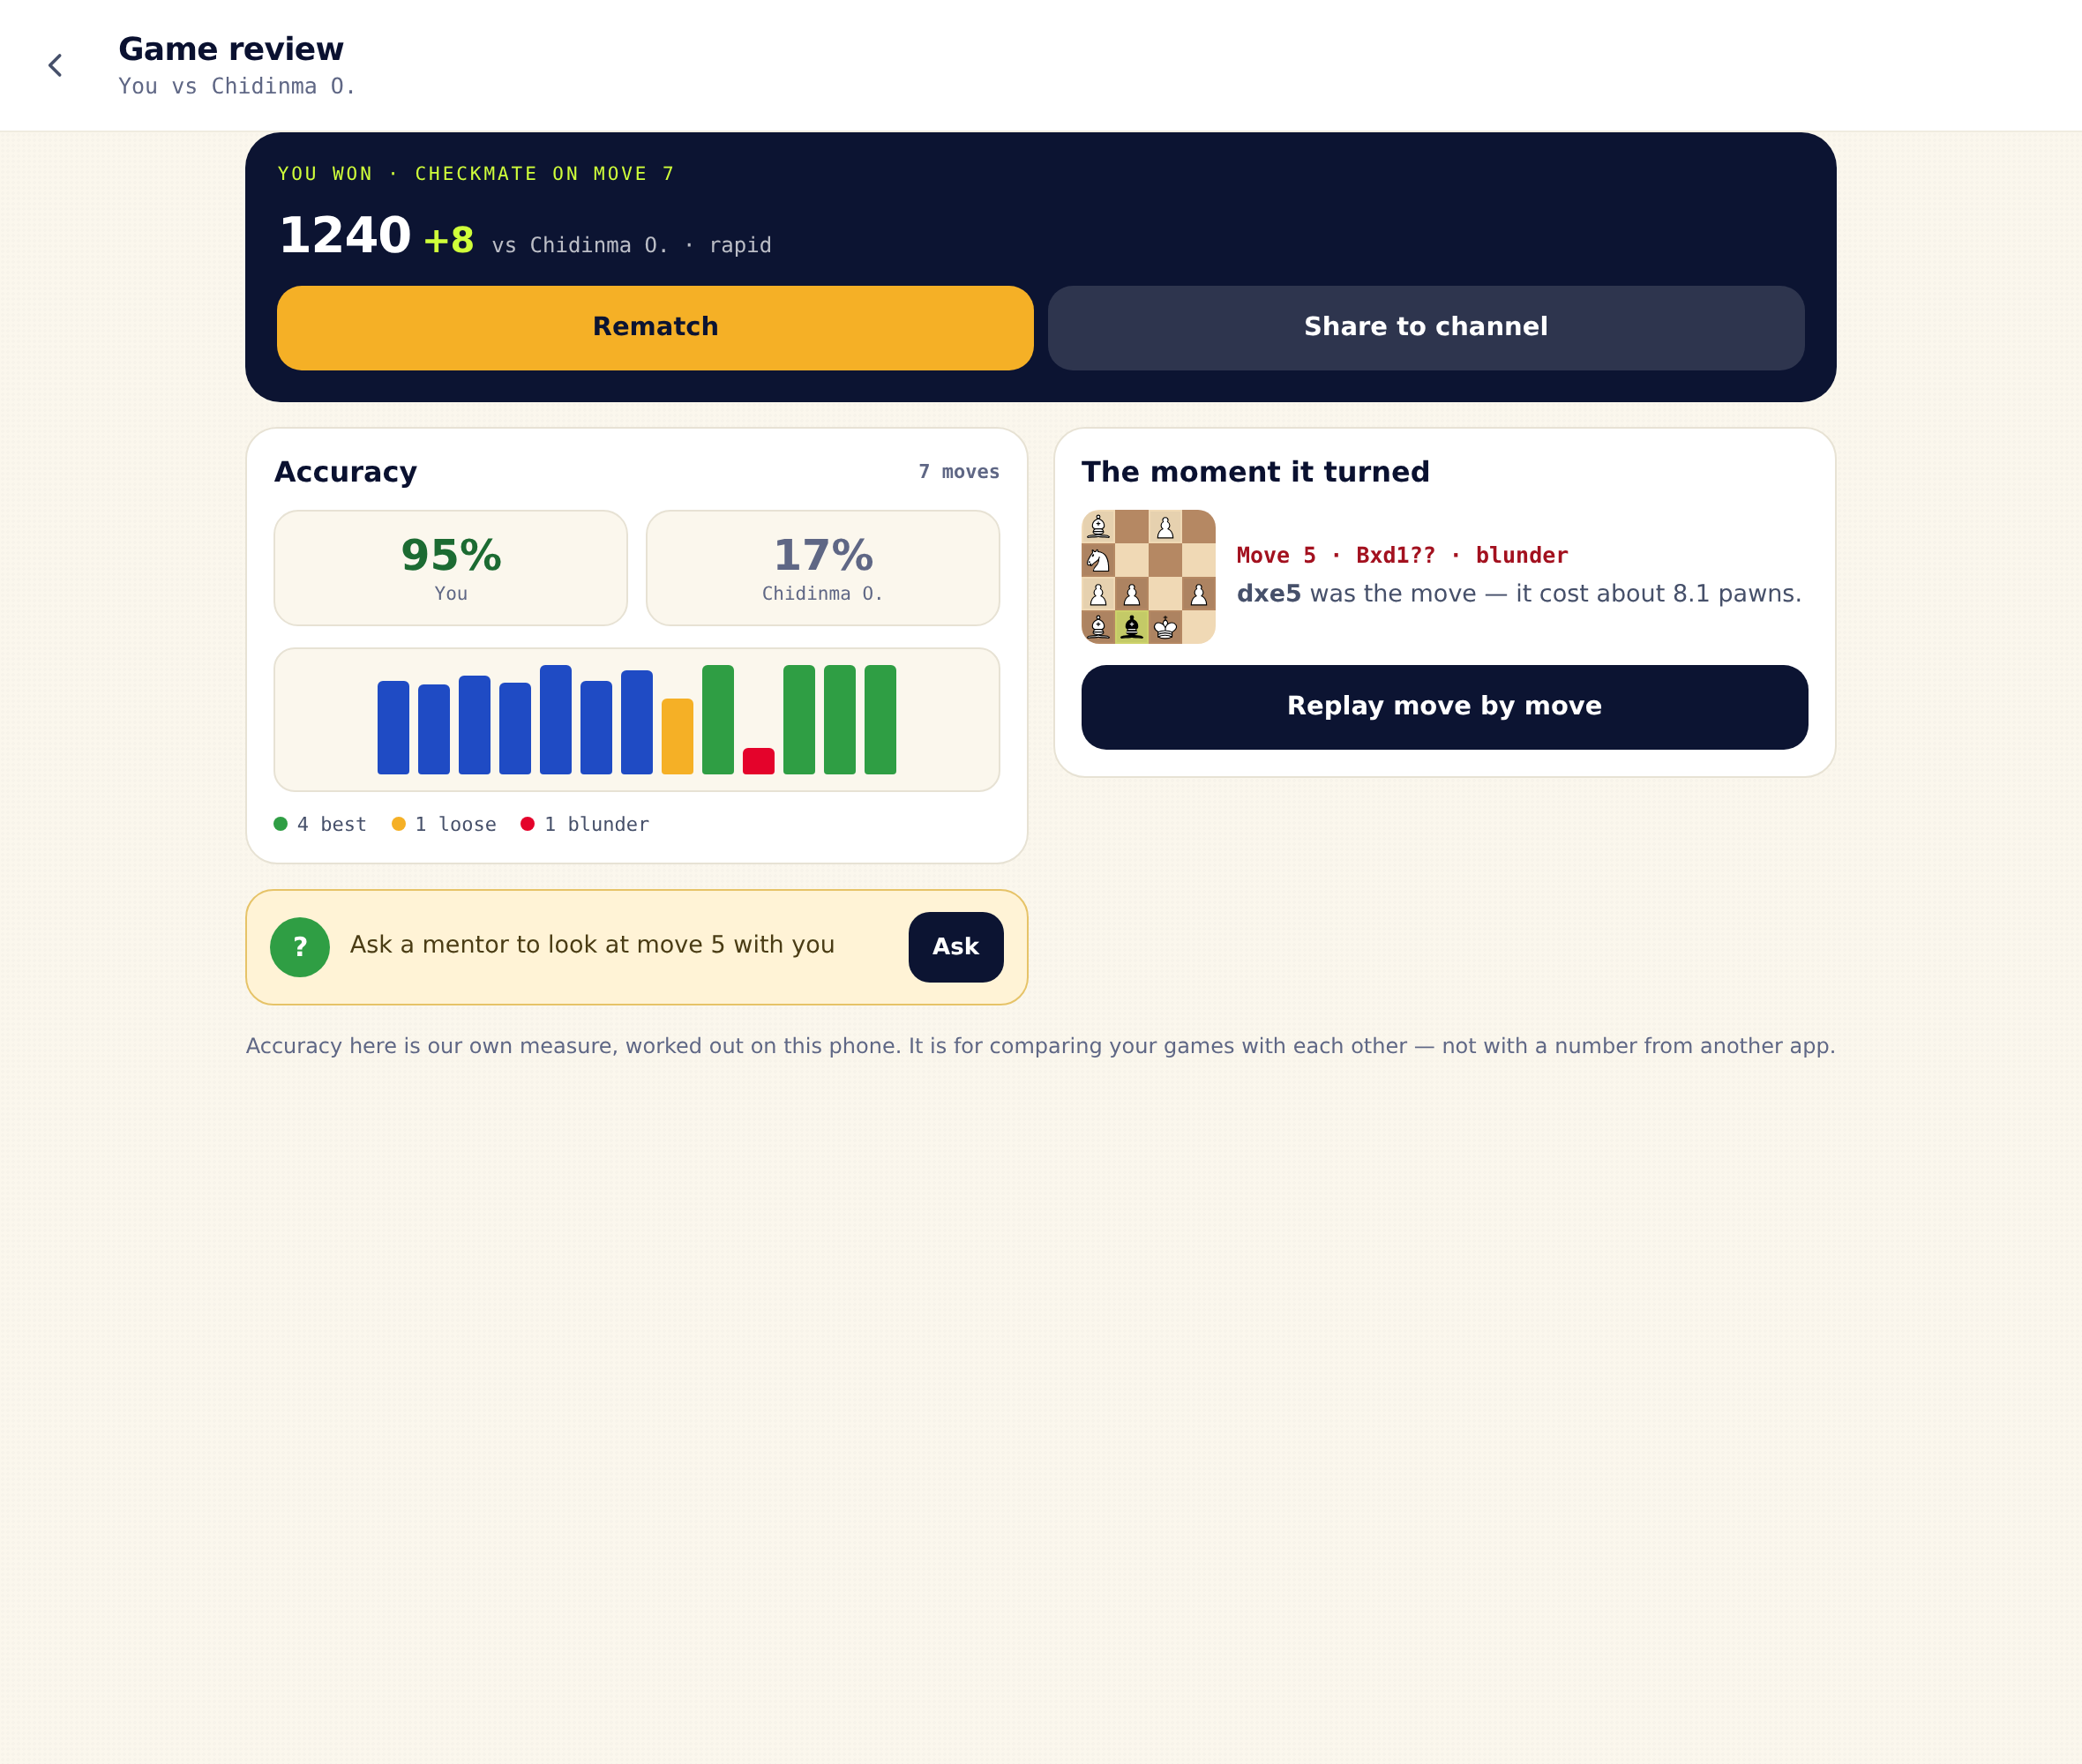 Game review
You vs Chidinma O.
YOU WON · CHECKMATE ON MOVE 7
1240 +8 vs Chidinma O. · rapid
Rematch
Share to channel
Accuracy
7 moves
95%
You
17%
Chidinma O.
4 best
1 loose
1 blunder
The moment it turned
Move 5 · Bxd1?? · blunder
dxe5 was the move — it cost about 8.1 pawns.
Replay move by move
?
Ask a mentor to look at move 5 with you
Ask
Accuracy here is our own measure, worked out on this phone. It is for comparing your games with each other — not with a number from another app.